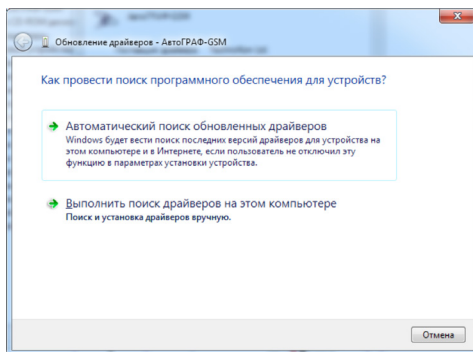 Обновление драйверов - АвтоГРАФ-GSM
Как провести поиск программного обеспечения для устройств?
Автоматический поиск обновленных драйверов
Windows будет вести поиск последних версий драйверов для устройства на
этом компьютере и в Интернете, если пользователь не отключил эту
функцию в параметрах установки устройства.
Выполнить поиск драйверов на этом компьютере
Поиск и установка драйверов вручную.
Отмена